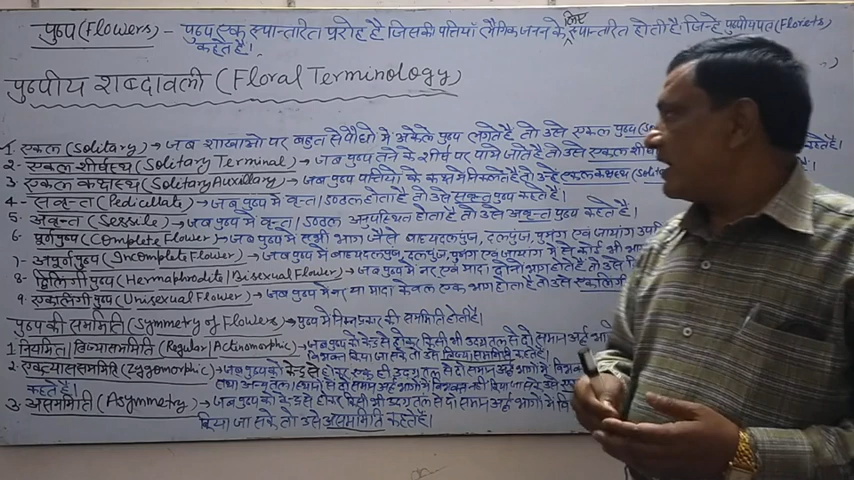 पुष्प (Flowers) - पुष्प एक रूपान्तरित प्ररोह है जिसकी पत्तियाँ लैंगिक जनन के लिए रूपान्तरित होती है जिन्हे पुष्पीयपत्र (Florets)
कहते है।
पुष्पीय शब्दावली (Floral Terminology)
1 एकल (Solitary) → जब शाखाओ पर बहुत से पौधो मे अकेले पुष्प लगते है तो उसे एकल पुष्प कहते है।
2- एकल शीर्षस्थ (Solitary Terminal) → जब पुष्प तने के शीर्ष पर पाये जाते है तो उसे एकल शीर्ष
3 एकल कक्षस्थ (Solitary Auxillary) → जब पुष्प पत्तियो के कक्ष मे निकलते है तो उन्हे एकल कक्षस्थ
4- सवृन्त (Pedicellate) → जब पुष्प मे वृन्त / डण्ठल होता है तो उसे सवृन्त पुष्प कहते है।
5- अवृन्त (Sessile) → जब पुष्प मे वृन्त / डण्ठल अनुपस्थित होता है तो उसे अवृन्त पुष्प कहते है।
6- पूर्णपुष्प (Complete Flower) → जब पुष्प मे सभी भाग जैसे बाह्यदलपुंज, दलपुंज, पुमंग एवं जायांग
7- अपूर्णपुष्प (Incomplete Flower) → जब पुष्प मे बाह्यदलपुंज, दलपुंज, पुमंग एवं जायांग मे से कोई भी
8- द्विलिंगी पुष्प (Hermaphrodite / Bisexual Flower) → जब पुष्प मे नर एवं मादा दोनो भाग होते है तो उसे
9- एकलिंगी पुष्प (Unisexual Flower) → जब पुष्प मे नर या मादा केवल एक भाग होता है तो उसे एकलिंगी
पुष्प की सममिति (Symmetry of Flowers) → पुष्प मे निम्न प्रकार की सममिति होती है।
1 नियमित / त्रिज्यासममिति (Regular / Actinomorphic) → जब पुष्प को केन्द्र से होकर किसी भी उदग्र तल से दो समान अर्द्ध
विभक्त किया जा सके तो उसे त्रिज्यासममिति कहते है।
2- एकव्याससममिति (Zygomorphic) → जब पुष्प को केन्द्र से होकर एक ही उदग्र तल से दो समान अर्द्ध भागो मे
कहते है।
3- असममिति (Asymmetry) → जब पुष्प को केन्द्र से होकर किसी भी उदग्र तल से दो समान अर्द्ध भागो मे
किया जा सके तो उसे असममिति कहते है।